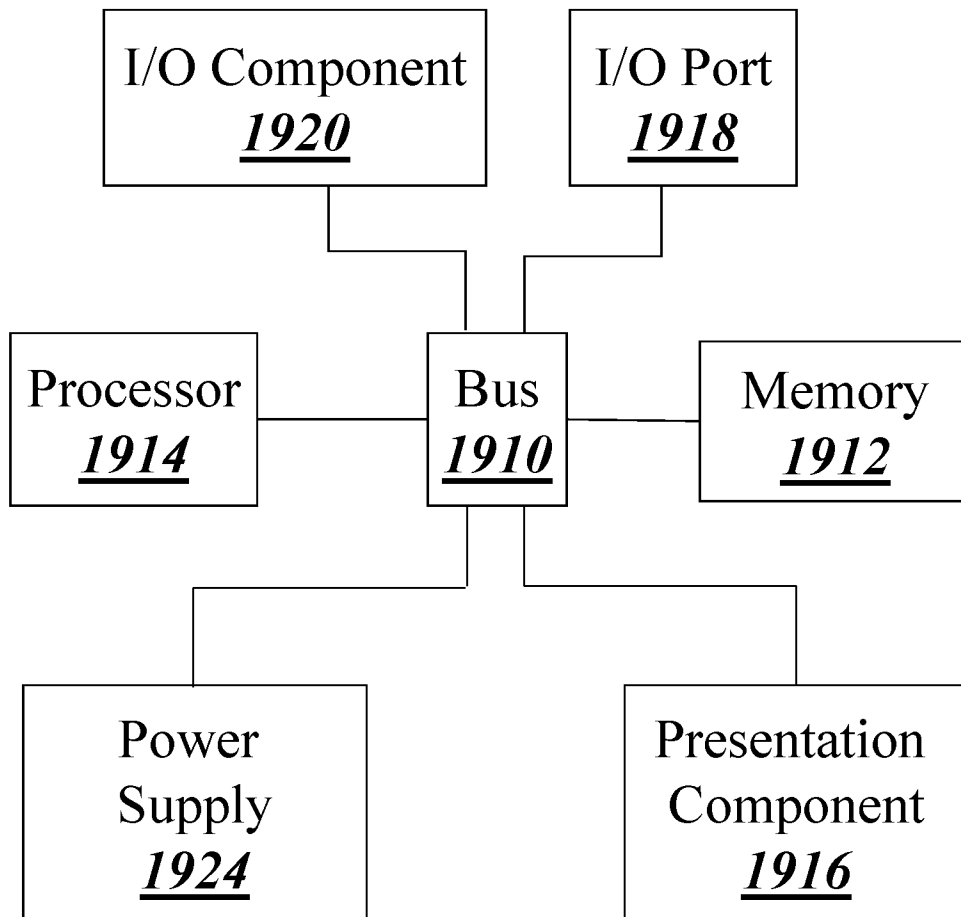 I/O Component
1920
I/O Port
1918
Processor
1914
Bus
1910
Memory
1912
Power
Supply
1924
Presentation
Component
1916